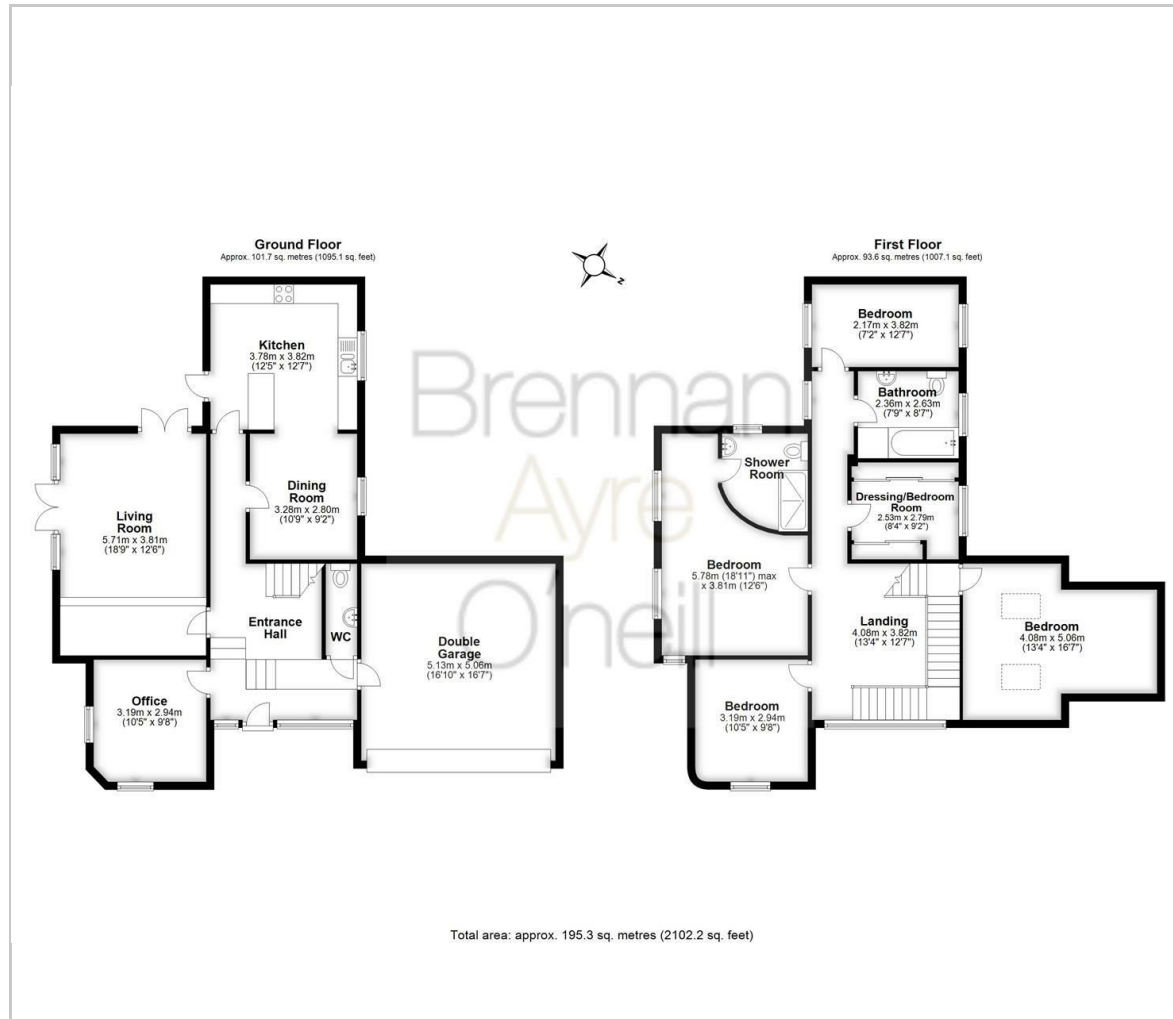 Ground Floor
Approx. 101.7 sq. metres (1095.1 sq. feet)
Kitchen
3.78m x 3.82m
(12'5" x 12'7")
Dining
Room
3.28m x 2.80m
(10'9" x 9'2")
Living
Room
5.71m x 3.81m
(18'9" x 12'6")
Entrance
Hall
WC
Double
Garage
5.13m x 5.06m
(16'10" x 16'7")
Office
3.19m x 2.94m
(10'5" x 9'8")
N
First Floor
Approx. 93.6 sq. metres (1007.1 sq. feet)
Bedroom
2.17m x 3.82m
(7'2" x 12'7")
Bathroom
2.36m x 2.63m
(7'9" x 8'7")
Shower
Room
Dressing/Bedroom
Room
2.53m x 2.79m
(8'4" x 9'2")
Bedroom
5.78m (18'11") max
x 3.81m (12'6")
Landing
4.08m x 3.82m
(13'4" x 12'7")
Bedroom
4.08m x 5.06m
(13'4" x 16'7")
Bedroom
3.19m x 2.94m
(10'5" x 9'8")
Brennan
Ayre
O'neill
Total area: approx. 195.3 sq. metres (2102.2 sq. feet)